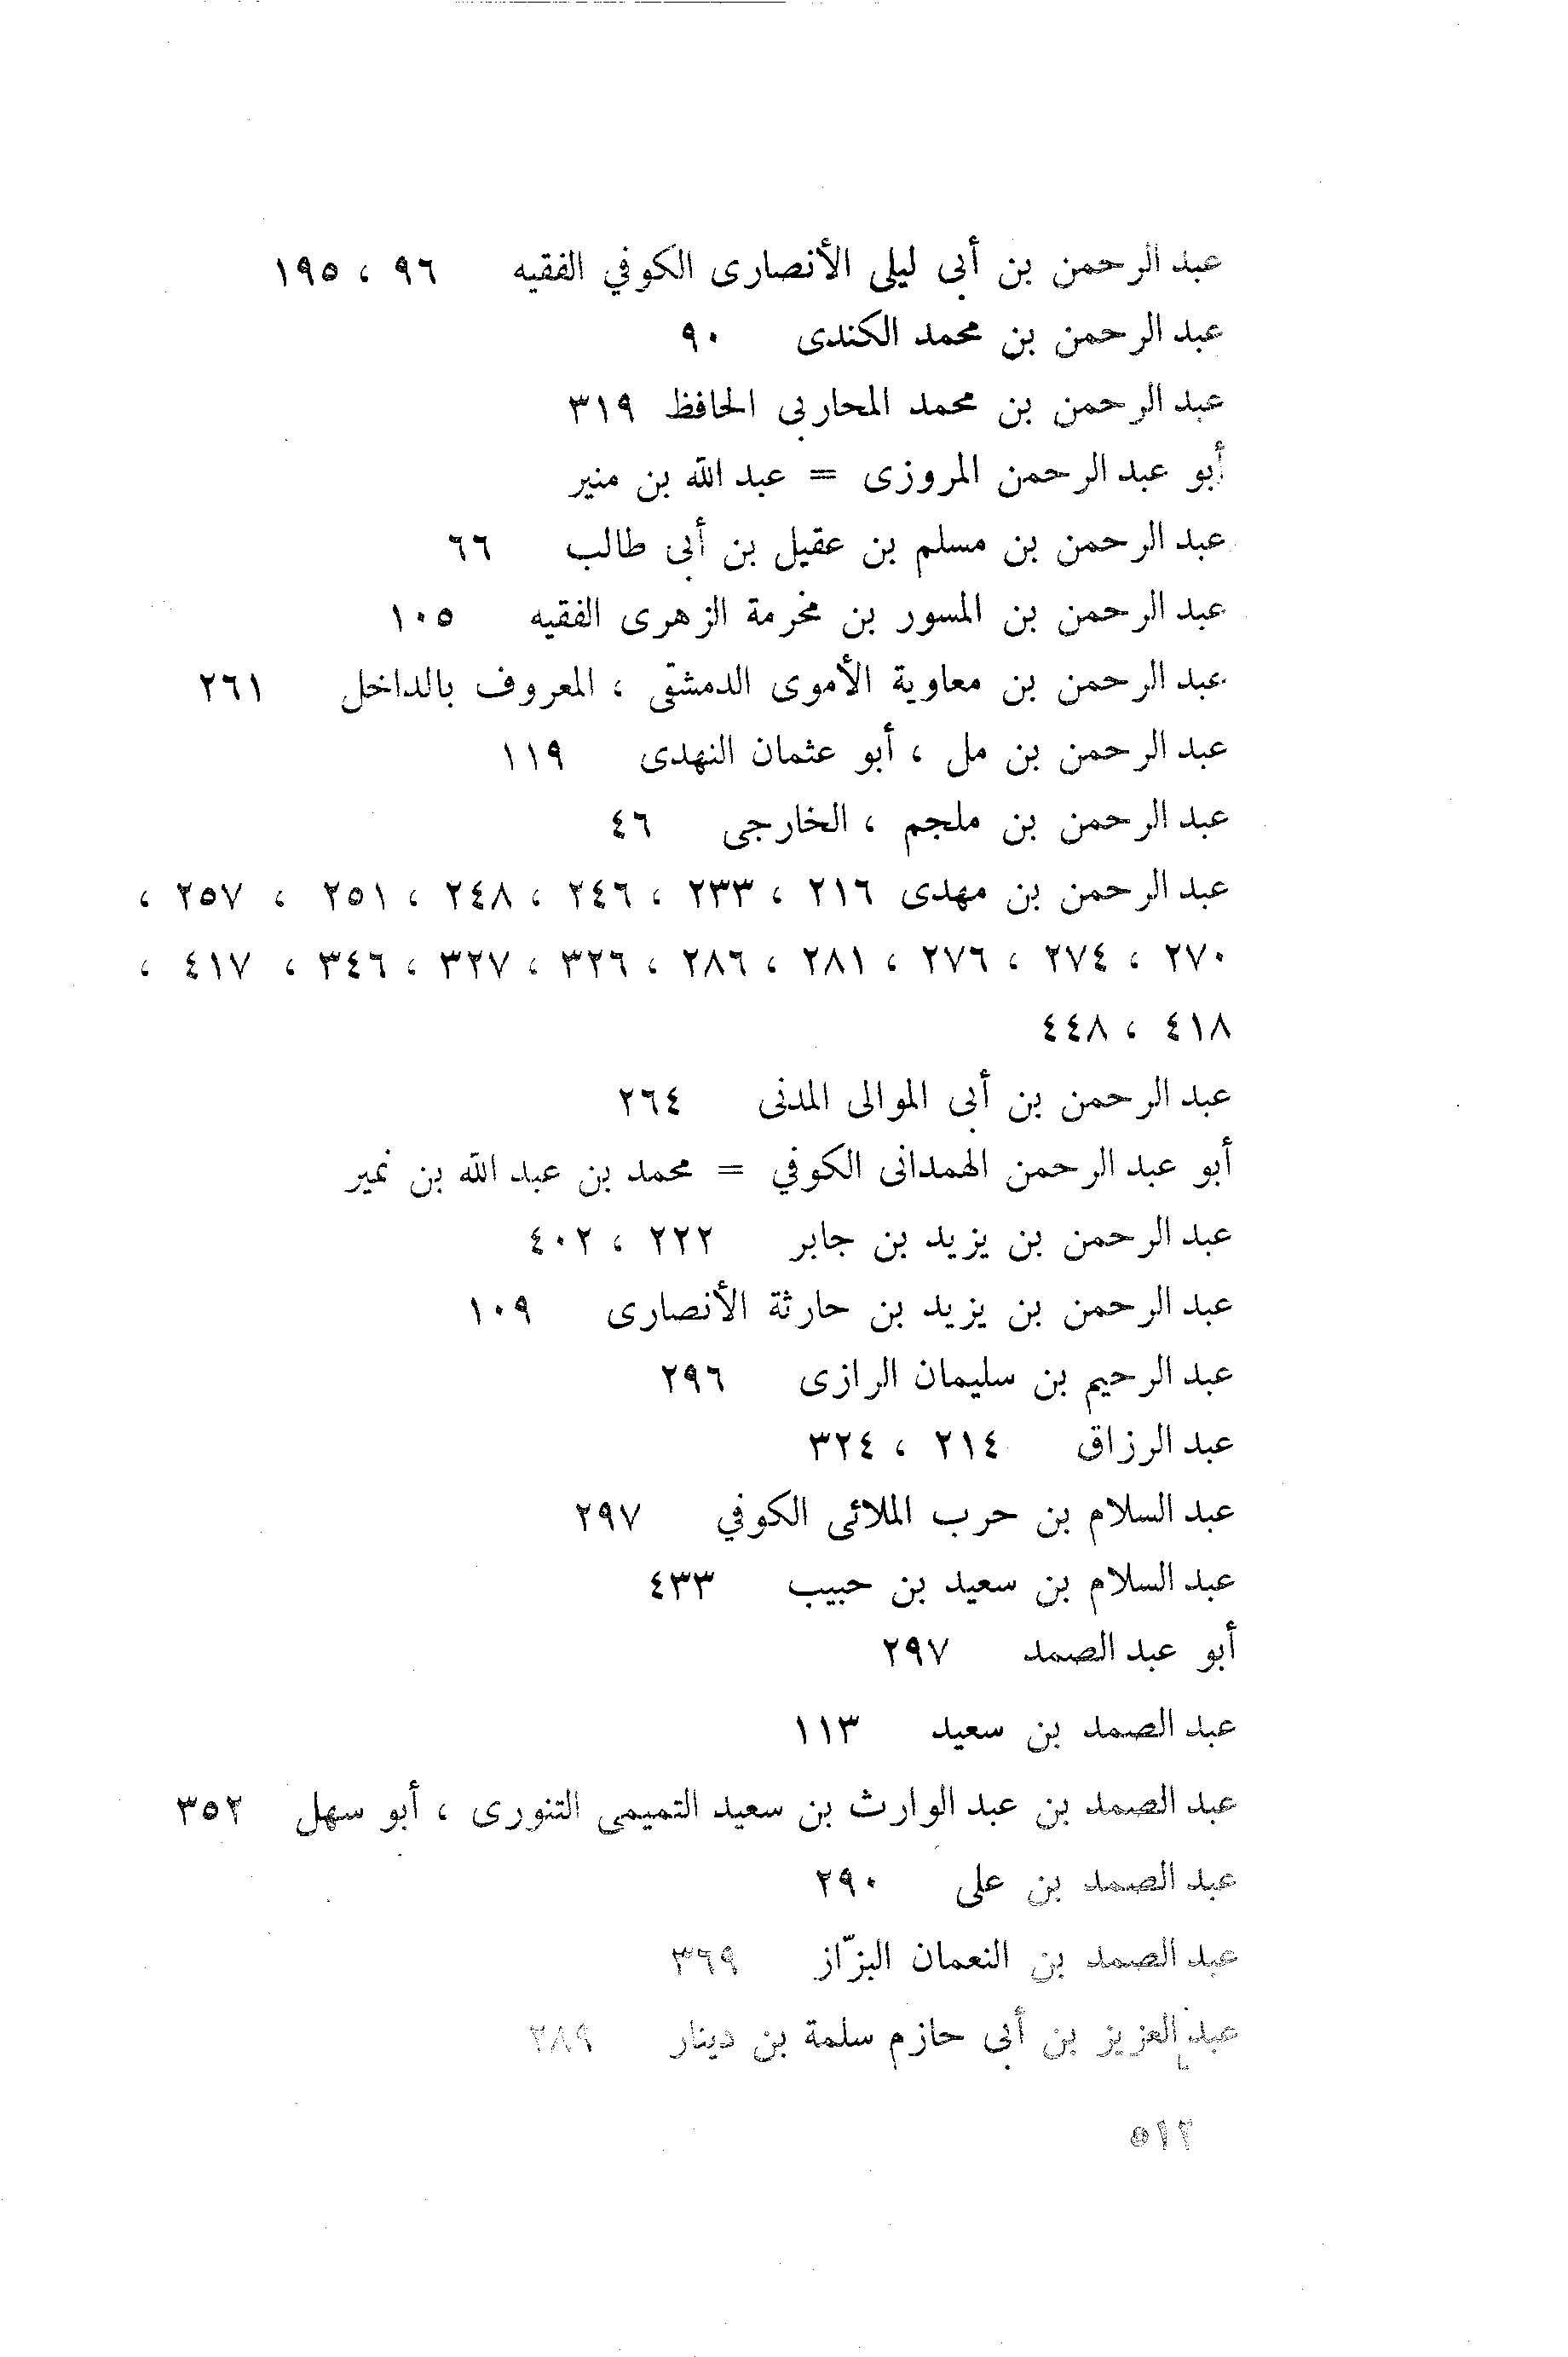 عبد الرحمن بن أبى ليلى الأنصارى الكوفي الفقيه ٩٦ ، ١٩٥
عبد الرحمن بن محمد الكندى ٩٠
عبد الرحمن بن محمد المحاربى الحافظ ٣١٩
أبو عبد الرحمن المروزى = عبد الله بن منير
عبد الرحمن بن مسلم بن عقيل بن أبى طالب ٦٦
عبد الرحمن بن المسور بن مخرمة الزهرى الفقيه ١٠٥
عبد الرحمن بن معاوية الأموى الدمشقى ، المعروف بالداخل ٢٦١
عبد الرحمن بن مل ، أبو عثمان النهدى ١١٩
عبد الرحمن بن ملجم ، الخارجى ٤٦
عبد الرحمن بن مهدى ٢١٦ ، ٢٣٣ ، ٢٤٦ ، ٢٤٨ ، ٢٥١ ، ٢٥٧ ،
٢٧٠ ، ٢٧٤ ، ٢٧٦ ، ٢٨١ ، ٢٨٦ ، ٣٢٦ ، ٣٢٧ ، ٣٤٦ ، ٤١٧ ،
٤١٨ ، ٤٤٨
عبد الرحمن بن أبى الموالى المدنى ٢٦٤
أبو عبد الرحمن الهمدانى الكوفي = محمد بن عبد الله بن نمير
عبد الرحمن بن يزيد بن جابر ٢٢٢ ، ٤٠٢
عبد الرحمن بن يزيد بن حارثة الأنصارى ١٠٩
عبد الرحيم بن سليمان الرازى ٢٩٦
عبد الرزاق ٢١٤ ، ٣٢٤
عبد السلام بن حرب الملائى الكوفي ٢٩٧
عبد السلام بن سعيد بن حبيب ٤٣٣
أبو عبد الصمد ٢٩٧
عبد الصمد بن سعيد ١١٣
عبد الصمد بن عبد الوارث بن سعيد التميمى التنورى ، أبو سهل ٣٥٢
عبد الصمد بن على ٢٩٠
عبد الصمد بن النعمان البزّاز ٣٦٩
عبد العزيز بن أبى حازم سلمة بن دينار ٢٨٩
٥١٢